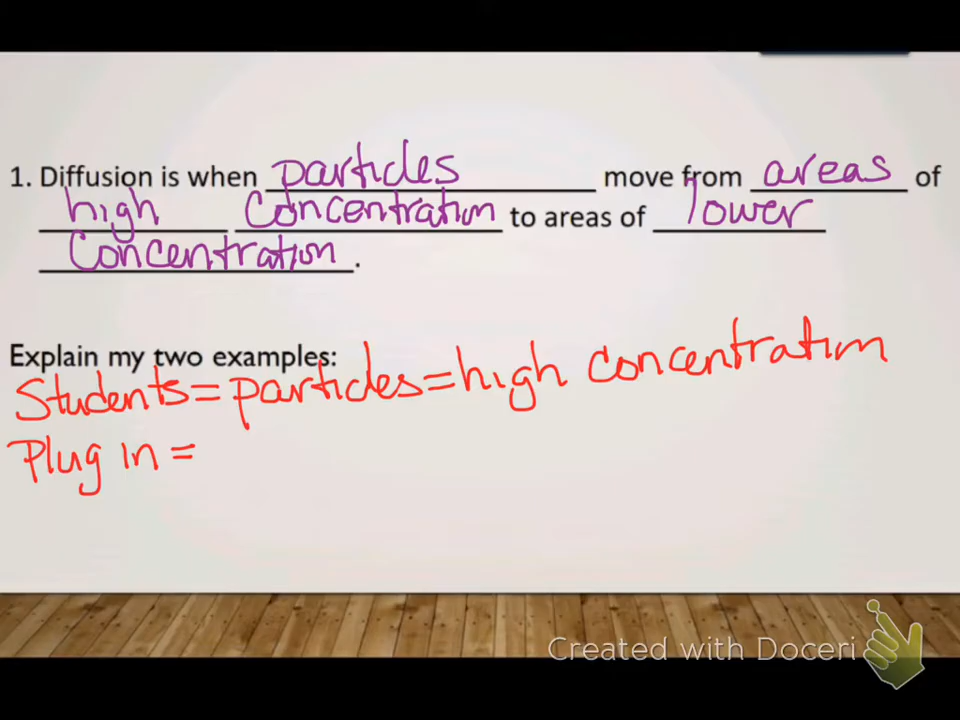 1. Diffusion is when particles move from areas of
high concentration to areas of lower
concentration.
Explain my two examples:
Students = particles = high concentration
Plug in =
Created with Doceri